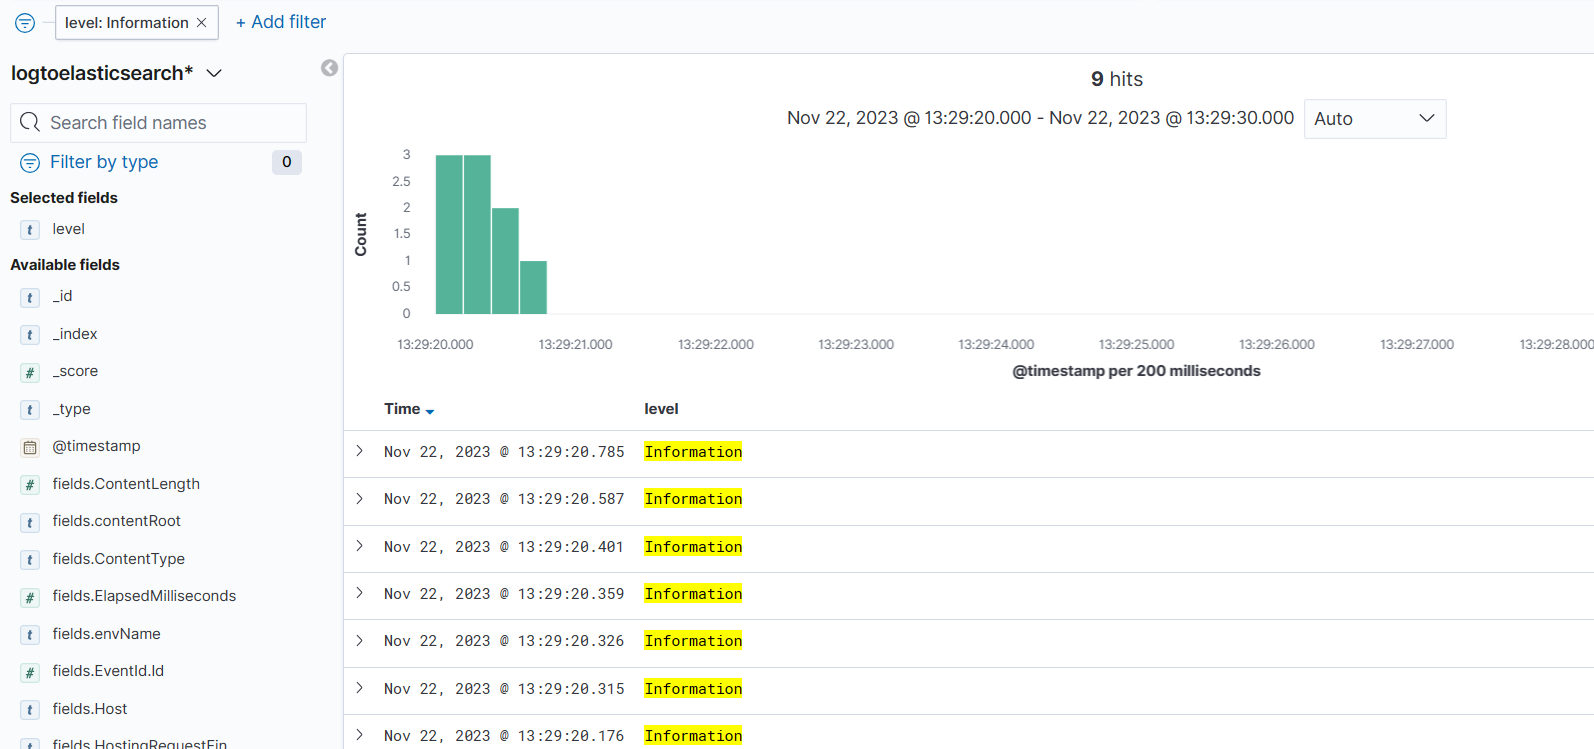 level: Information ×
+ Add filter
logtoelasticsearch*
Search field names
Filter by type 0
Selected fields
t level
Available fields
t _id
t _index
# _score
t _type
@timestamp
# fields.ContentLength
t fields.contentRoot
t fields.ContentType
# fields.ElapsedMilliseconds
t fields.envName
# fields.EventId.Id
t fields.Host
t fields.HostingRequestFin
9 hits
Nov 22, 2023 @ 13:29:20.000 - Nov 22, 2023 @ 13:29:30.000 Auto
Count
3
2.5
2
1.5
1
0.5
0
13:29:20.000 13:29:21.000 13:29:22.000 13:29:23.000 13:29:24.000 13:29:25.000 13:29:26.000 13:29:27.000 13:29:28.000
@timestamp per 200 milliseconds
Time level
Nov 22, 2023 @ 13:29:20.785 Information
Nov 22, 2023 @ 13:29:20.587 Information
Nov 22, 2023 @ 13:29:20.401 Information
Nov 22, 2023 @ 13:29:20.359 Information
Nov 22, 2023 @ 13:29:20.326 Information
Nov 22, 2023 @ 13:29:20.315 Information
Nov 22, 2023 @ 13:29:20.176 Information